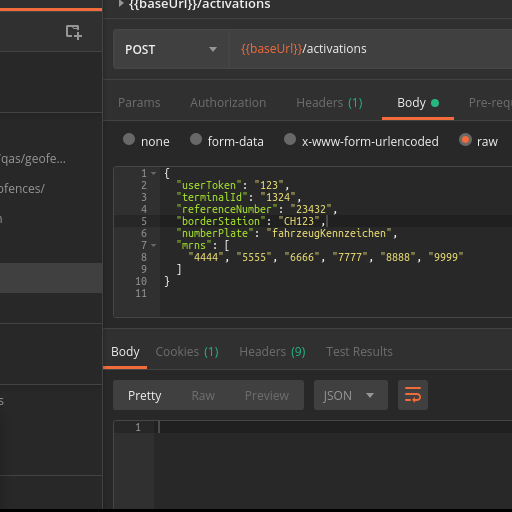 {{baseUrl}}/activations
POST
{{baseUrl}}/activations
Params Authorization Headers (1) Body Pre-requ
/qas/geofe...
none form-data x-www-form-urlencoded raw
ofences/
1 {
2 "userToken": "123",
3 "terminalId": "1324",
4 "referenceNumber": "23432",
5 "borderStation": "CH123",
6 "numberPlate": "fahrzeugKennzeichen",
7 "mrns": [
8 "4444", "5555", "6666", "7777", "8888", "9999"
9 ]
10 }
11
Body Cookies (1) Headers (9) Test Results
Pretty Raw Preview JSON
s
1